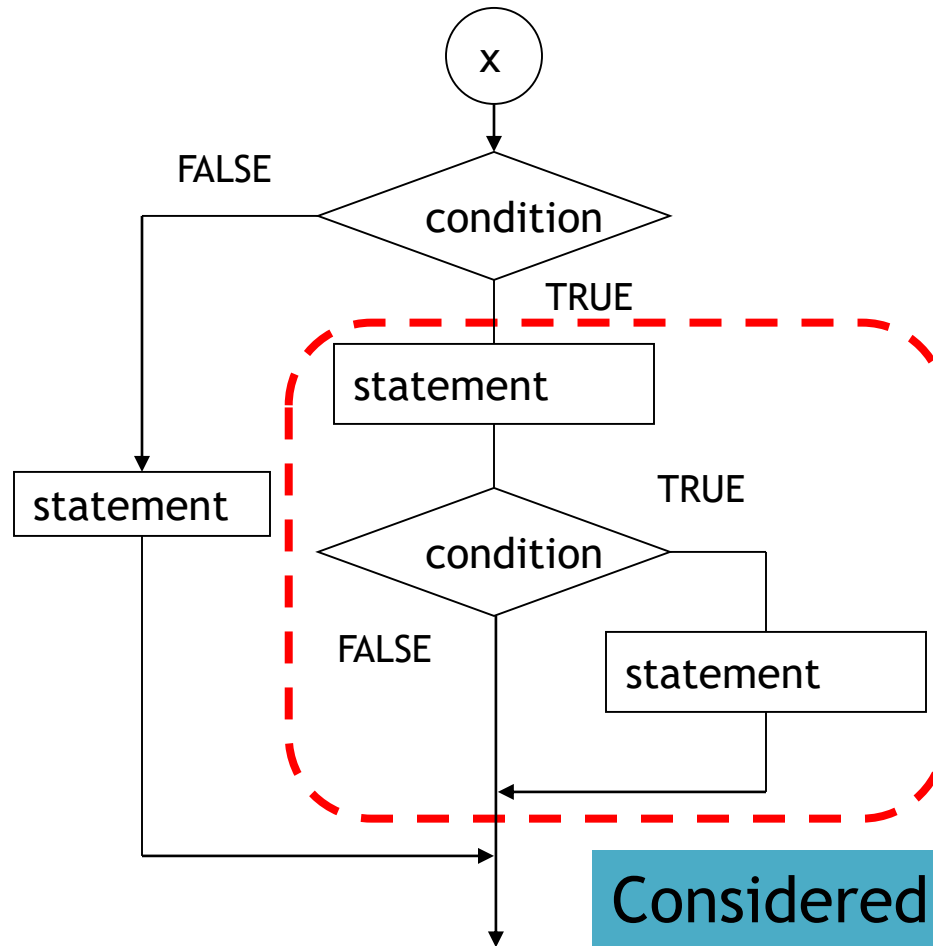 x
FALSE
condition
TRUE
statement
statement
TRUE
condition
FALSE
statement
Considered